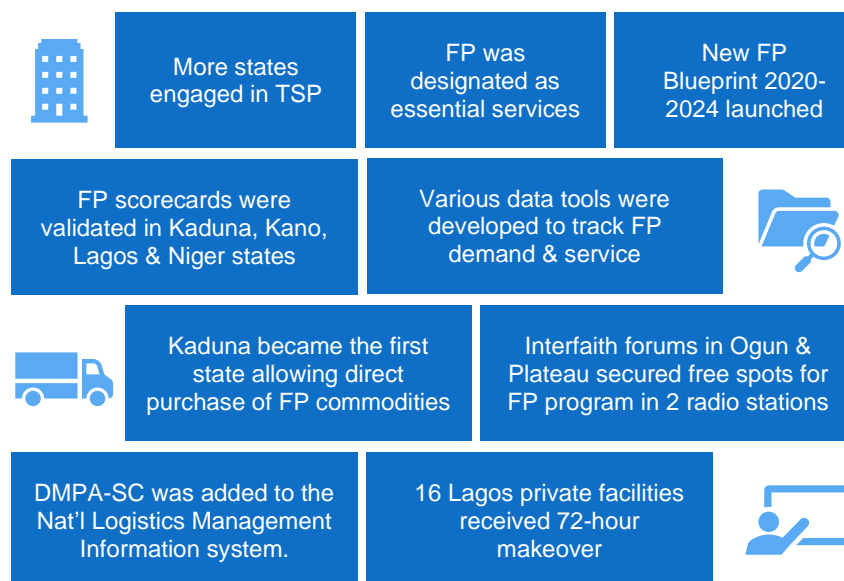 More states
engaged in TSP
FP was
designated as
essential services
New FP
Blueprint 2020-
2024 launched
FP scorecards were
validated in Kaduna, Kano,
Lagos & Niger states
Various data tools were
developed to track FP
demand & service
Kaduna became the first
state allowing direct
purchase of FP commodities
Interfaith forums in Ogun &
Plateau secured free spots for
FP program in 2 radio stations
DMPA-SC was added to the
Nat’l Logistics Management
Information system.
16 Lagos private facilities
received 72-hour
makeover